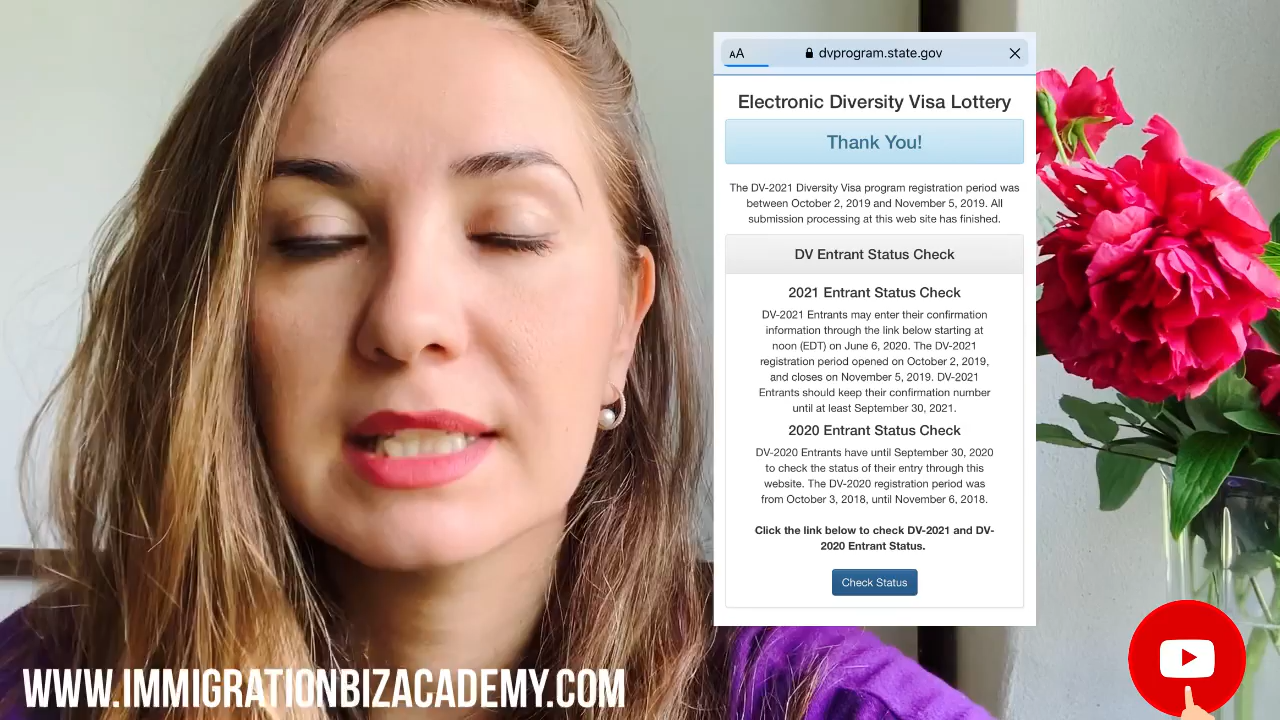 AA dvprogram.state.gov
Electronic Diversity Visa Lottery
Thank You!
The DV-2021 Diversity Visa program registration period was
between October 2, 2019 and November 5, 2019. All
submission processing at this web site has finished.
DV Entrant Status Check
2021 Entrant Status Check
DV-2021 Entrants may enter their confirmation
information through the link below starting at
noon (EDT) on June 6, 2020. The DV-2021
registration period opened on October 2, 2019,
and closes on November 5, 2019. DV-2021
Entrants should keep their confirmation number
until at least September 30, 2021.
2020 Entrant Status Check
DV-2020 Entrants have until September 30, 2020
to check the status of their entry through this
website. The DV-2020 registration period was
from October 3, 2018, until November 6, 2018.
Click the link below to check DV-2021 and DV-
2020 Entrant Status.
Check Status
WWW.IMMIGRATIONBIZACADEMY.COM